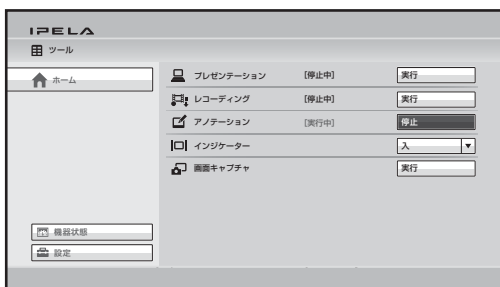 IPELA
ツール
ホーム
プレゼンテーション [停止中] 実行
レコーディング [停止中] 実行
アノテーション [実行中] 停止
インジケーター 入
画面キャプチャ 実行
機器状態
設定